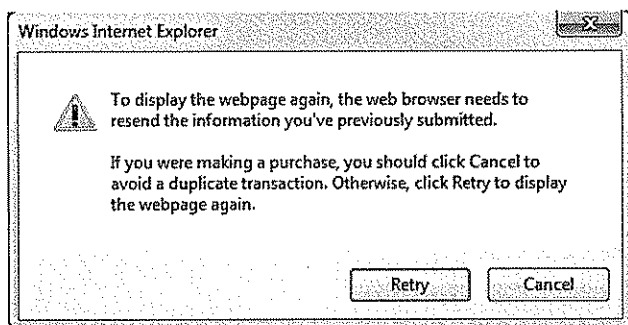 Windows Internet Explorer
To display the webpage again, the web browser needs to
resend the information you've previously submitted.
If you were making a purchase, you should click Cancel to
avoid a duplicate transaction. Otherwise, click Retry to display
the webpage again.
Retry
Cancel